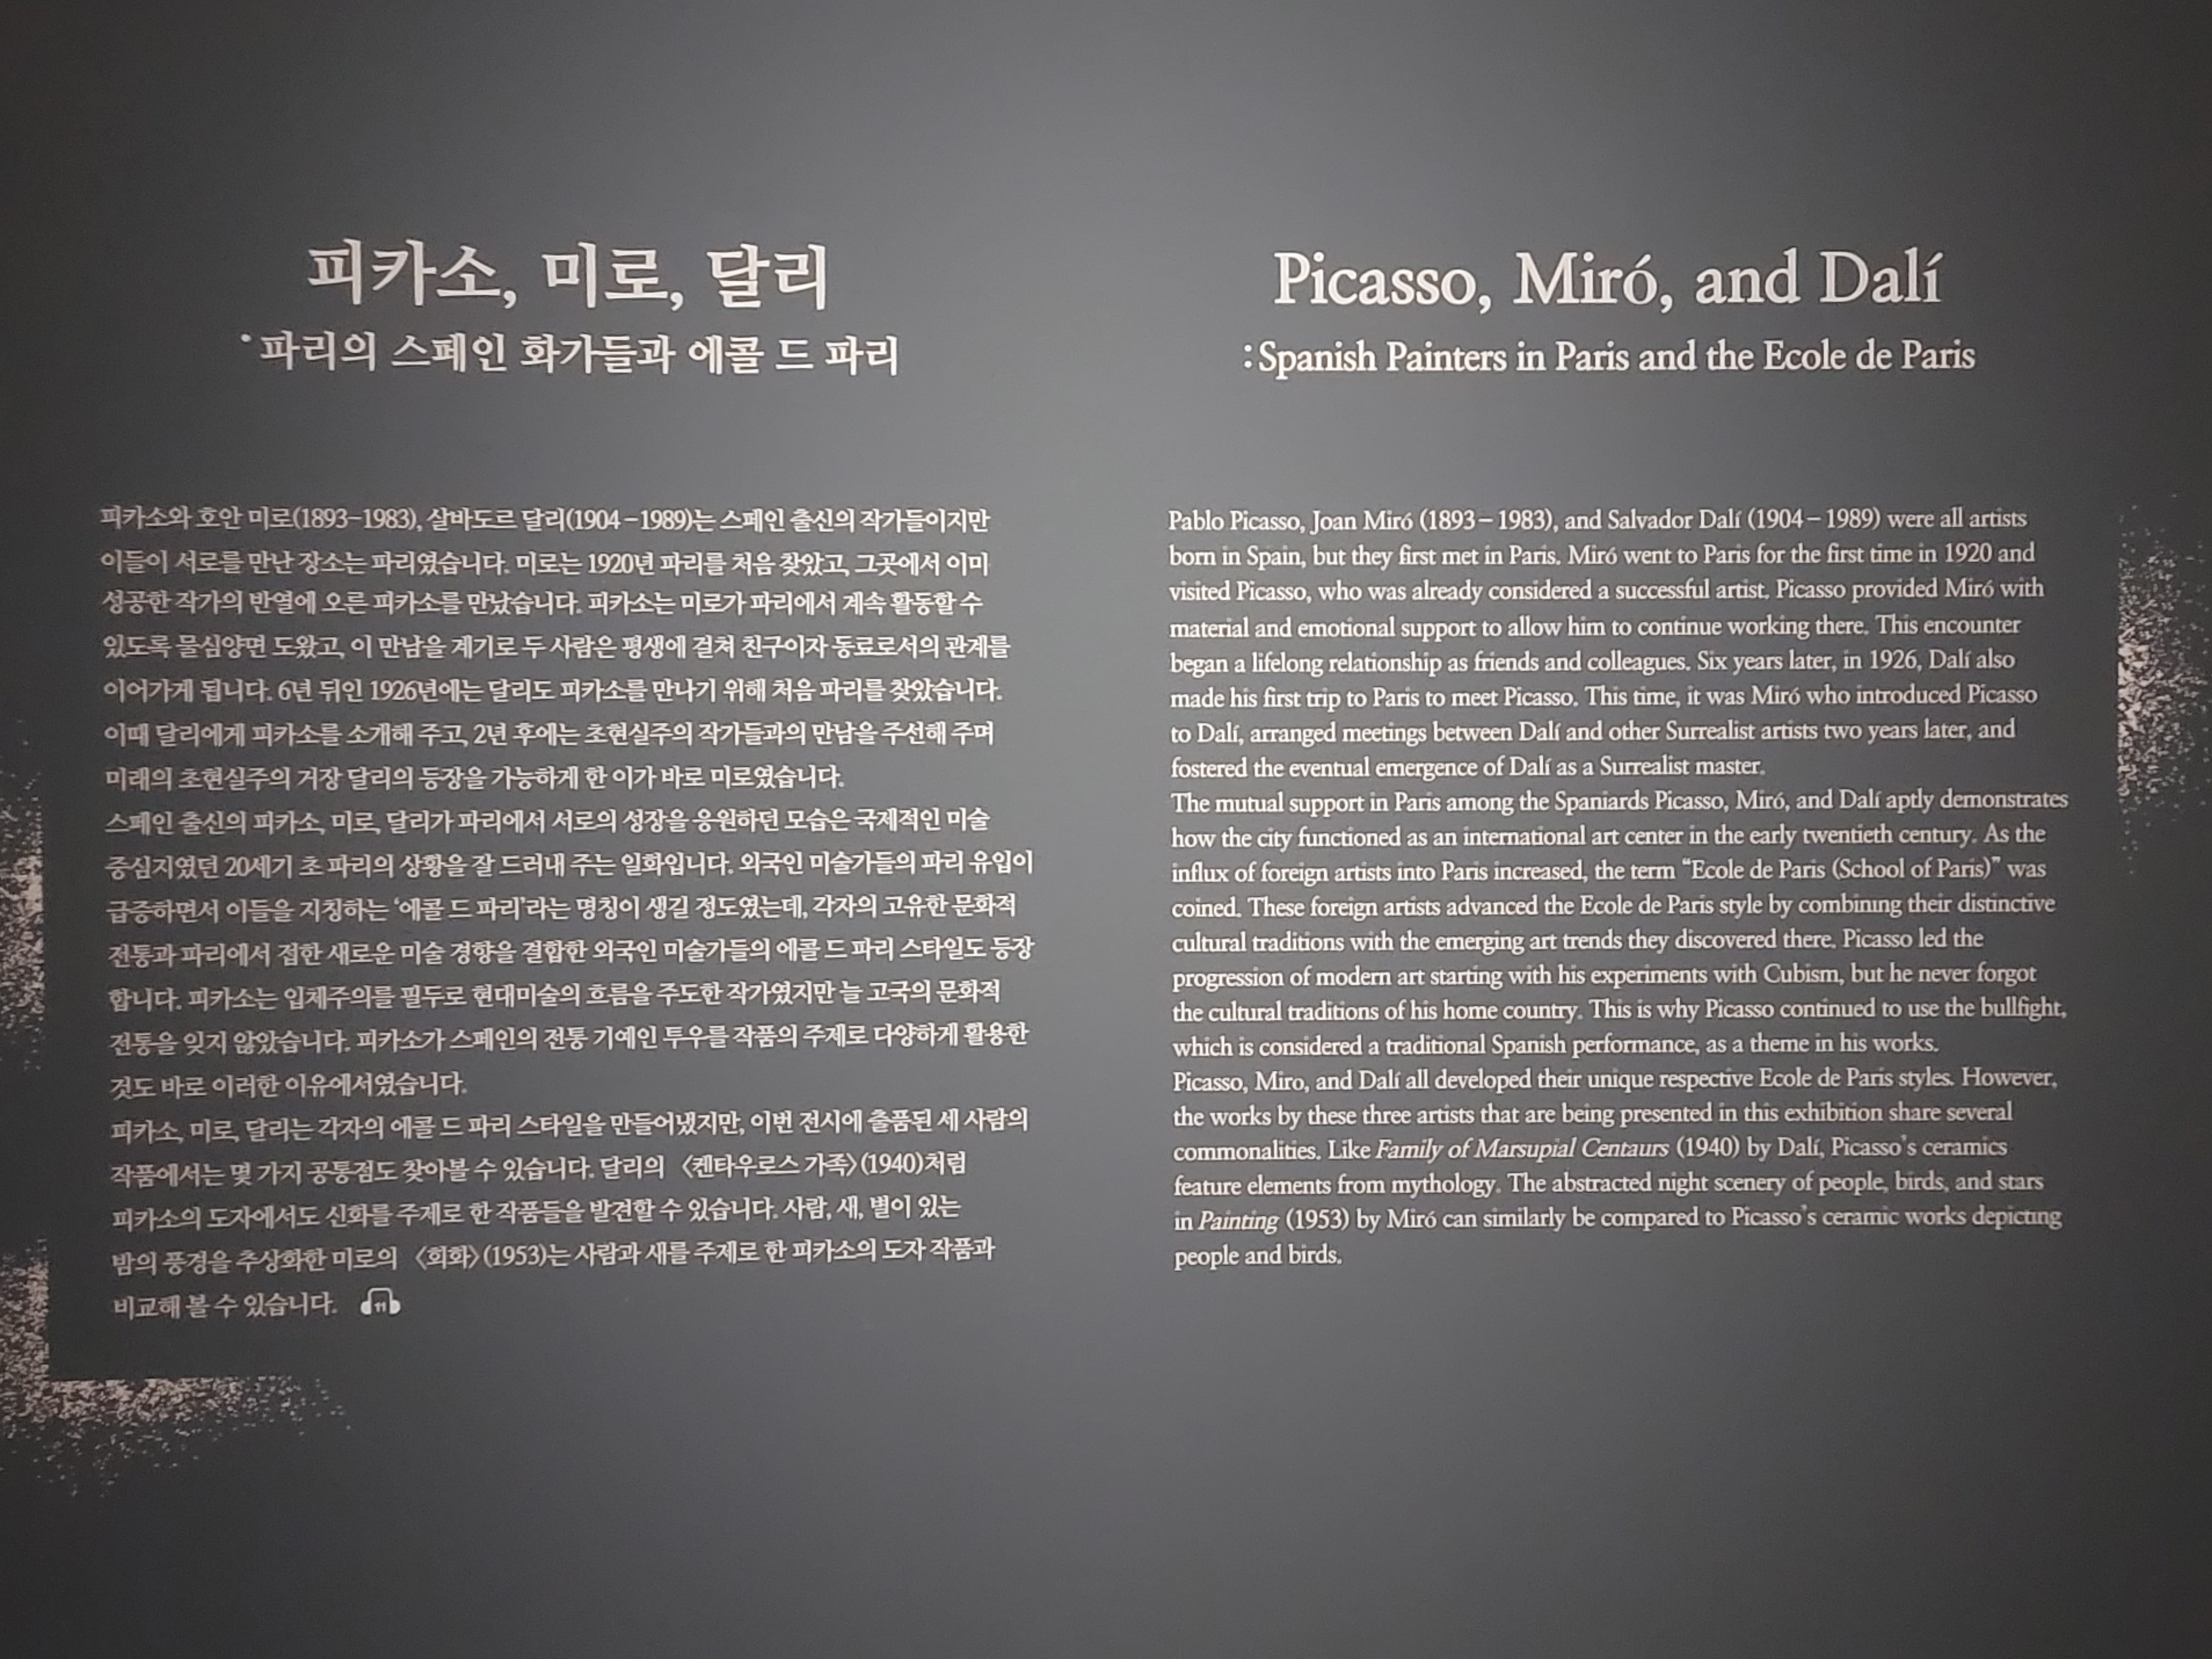 피카소, 미로, 달리
:파리의 스페인 화가들과 에콜 드 파리
피카소와 호안 미로(1893–1983), 살바도르 달리(1904–1989)는 스페인 출신의 작가들이지만
이들이 서로를 만난 장소는 파리였습니다. 미로는 1920년 파리를 처음 찾았고, 그곳에서 이미
성공한 작가의 반열에 오른 피카소를 만났습니다. 피카소는 미로가 파리에서 계속 활동할 수
있도록 물심양면 도왔고, 이 만남을 계기로 두 사람은 평생에 걸쳐 친구이자 동료로서의 관계를
이어가게 됩니다. 6년 뒤인 1926년에는 달리도 피카소를 만나기 위해 처음 파리를 찾았습니다.
이때 달리에게 피카소를 소개해 주고, 2년 후에는 초현실주의 작가들과의 만남을 주선해 주며
미래의 초현실주의 거장 달리의 등장을 가능하게 한 이가 바로 미로였습니다.
스페인 출신의 피카소, 미로, 달리가 파리에서 서로의 성장을 응원하던 모습은 국제적인 미술
중심지였던 20세기 초 파리의 상황을 잘 드러내 주는 일화입니다. 외국인 미술가들의 파리 유입이
급증하면서 이들을 지칭하는 ‘에콜 드 파리’라는 명칭이 생길 정도였는데, 각자의 고유한 문화적
전통과 파리에서 접한 새로운 미술 경향을 결합한 외국인 미술가들의 에콜 드 파리 스타일도 등장
합니다. 피카소는 입체주의를 필두로 현대미술의 흐름을 주도한 작가였지만 늘 고국의 문화적
전통을 잊지 않았습니다. 피카소가 스페인의 전통 기예인 투우를 작품의 주제로 다양하게 활용한
것도 바로 이러한 이유에서였습니다.
피카소, 미로, 달리는 각자의 에콜 드 파리 스타일을 만들어냈지만, 이번 전시에 출품된 세 사람의
작품에서는 몇 가지 공통점도 찾아볼 수 있습니다. 달리의 〈켄타우로스 가족〉(1940)처럼
피카소의 도자에서도 신화를 주제로 한 작품들을 발견할 수 있습니다. 사람, 새, 별이 있는
밤의 풍경을 추상화한 미로의 〈회화〉(1953)는 사람과 새를 주제로 한 피카소의 도자 작품과
비교해 볼 수 있습니다. 11
Picasso, Miró, and Dalí
:Spanish Painters in Paris and the Ecole de Paris
Pablo Picasso, Joan Miró (1893–1983), and Salvador Dalí (1904–1989) were all artists
born in Spain, but they first met in Paris. Miró went to Paris for the first time in 1920 and
visited Picasso, who was already considered a successful artist. Picasso provided Miró with
material and emotional support to allow him to continue working there. This encounter
began a lifelong relationship as friends and colleagues. Six years later, in 1926, Dalí also
made his first trip to Paris to meet Picasso. This time, it was Miró who introduced Picasso
to Dalí, arranged meetings between Dalí and other Surrealist artists two years later, and
fostered the eventual emergence of Dalí as a Surrealist master.
The mutual support in Paris among the Spaniards Picasso, Miró, and Dalí aptly demonstrates
how the city functioned as an international art center in the early twentieth century. As the
influx of foreign artists into Paris increased, the term “Ecole de Paris (School of Paris)” was
coined. These foreign artists advanced the Ecole de Paris style by combining their distinctive
cultural traditions with the emerging art trends they discovered there. Picasso led the
progression of modern art starting with his experiments with Cubism, but he never forgot
the cultural traditions of his home country. This is why Picasso continued to use the bullfight,
which is considered a traditional Spanish performance, as a theme in his works.
Picasso, Miro, and Dalí all developed their unique respective Ecole de Paris styles. However,
the works by these three artists that are being presented in this exhibition share several
commonalities. Like Family of Marsupial Centaurs (1940) by Dalí, Picasso’s ceramics
feature elements from mythology. The abstracted night scenery of people, birds, and stars
in Painting (1953) by Miró can similarly be compared to Picasso’s ceramic works depicting
people and birds.